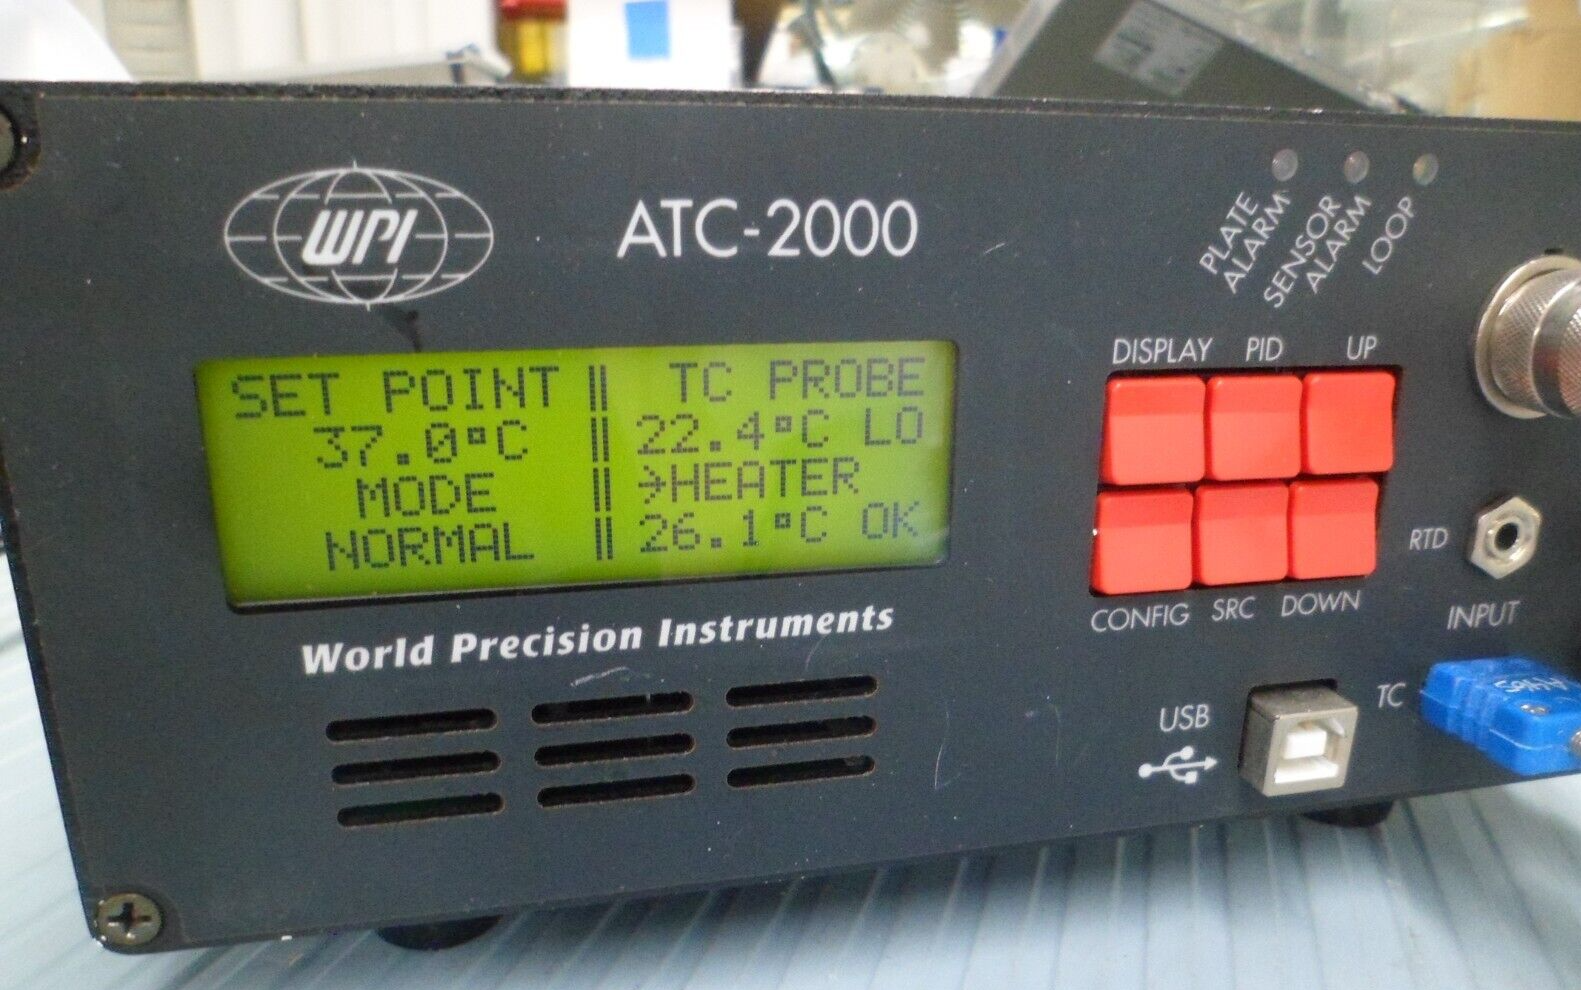 WPI
ATC-2000
PLATE
ALARM
SENSOR
ALARM
LOOP
SET POINT || TC PROBE
37.0°C || 22.4°C LO
MODE || →HEATER
NORMAL || 26.1°C OK
DISPLAY PID UP
CONFIG SRC DOWN
World Precision Instruments
RTD
INPUT
USB
TC